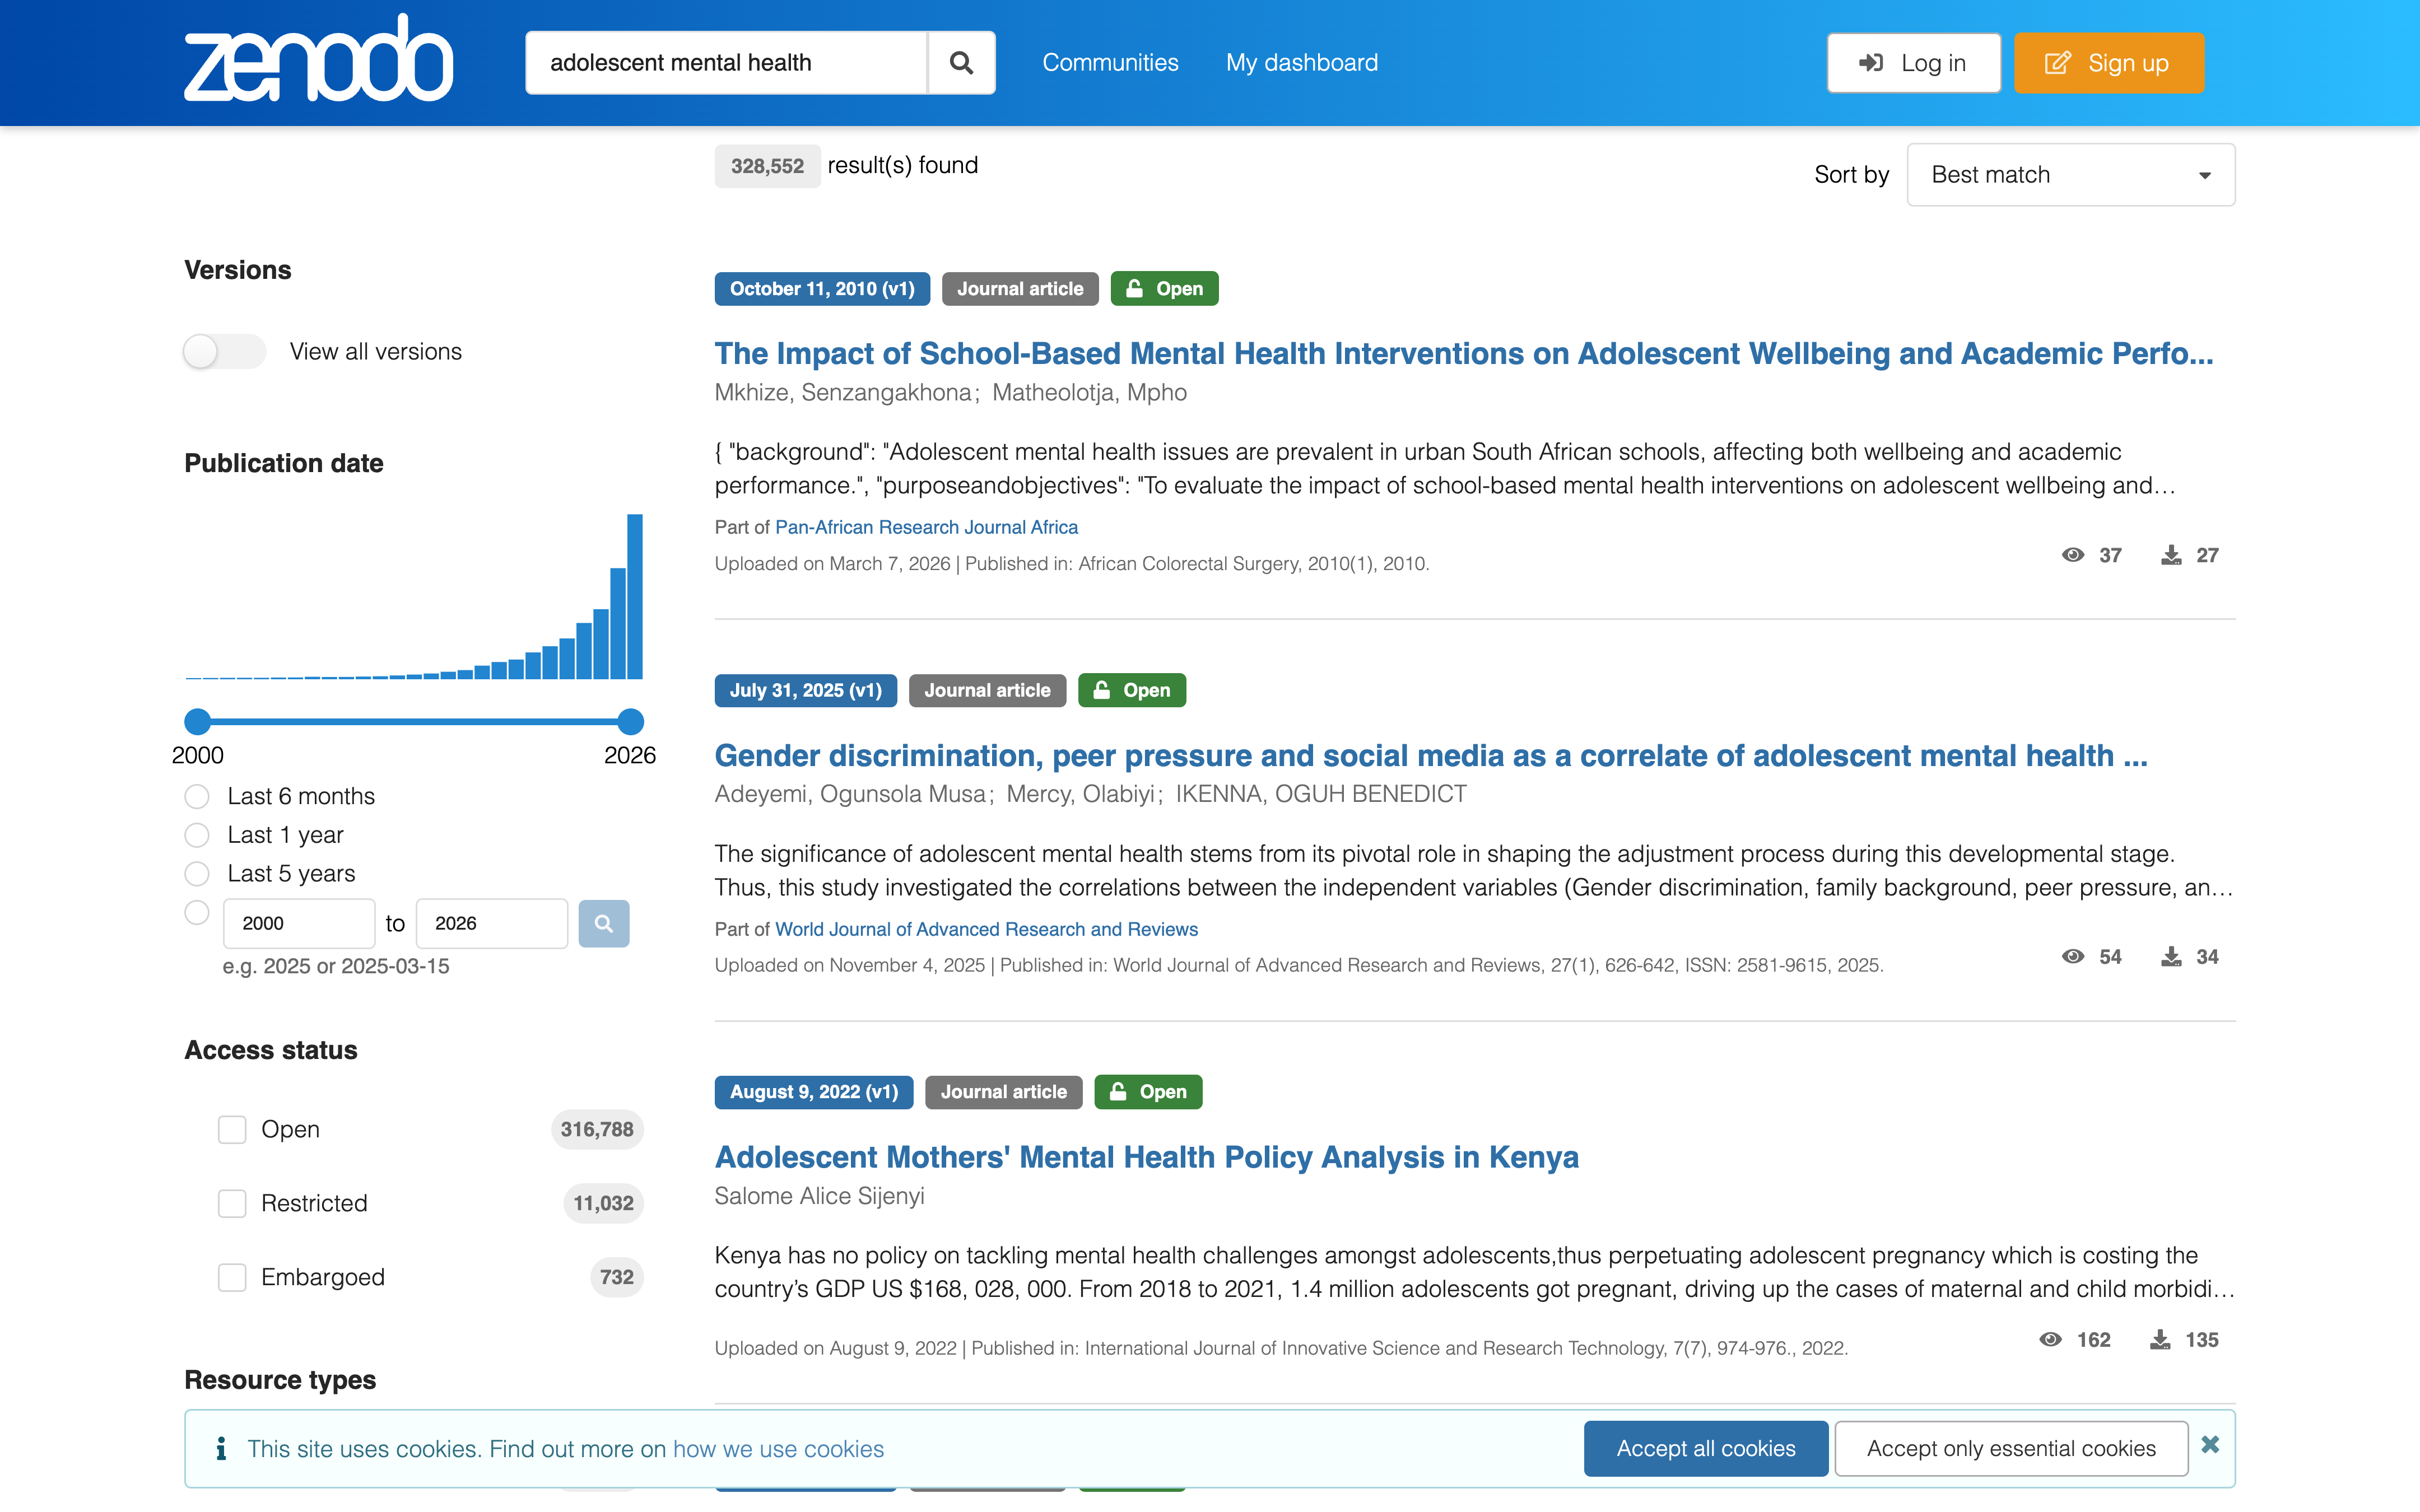 zenodo
adolescent mental health
Communities
My dashboard
Log in
Sign up
328,552 result(s) found
Sort by
Best match
Versions
View all versions
Publication date
2000
2026
Last 6 months
Last 1 year
Last 5 years
2000 to 2026
e.g. 2025 or 2025-03-15
Access status
Open 316,788
Restricted 11,032
Embargoed 732
Resource types
October 11, 2010 (v1) Journal article Open
The Impact of School-Based Mental Health Interventions on Adolescent Wellbeing and Academic Perfo...
Mkhize, Senzangakhona; Matheolotja, Mpho
{ "background": "Adolescent mental health issues are prevalent in urban South African schools, affecting both wellbeing and academic
performance.", "purposeandobjectives": "To evaluate the impact of school-based mental health interventions on adolescent wellbeing and…
Part of Pan-African Research Journal Africa
Uploaded on March 7, 2026 | Published in: African Colorectal Surgery, 2010(1), 2010.
37 27
July 31, 2025 (v1) Journal article Open
Gender discrimination, peer pressure and social media as a correlate of adolescent mental health ...
Adeyemi, Ogunsola Musa; Mercy, Olabiyi; IKENNA, OGUH BENEDICT
The significance of adolescent mental health stems from its pivotal role in shaping the adjustment process during this developmental stage.
Thus, this study investigated the correlations between the independent variables (Gender discrimination, family background, peer pressure, an…
Part of World Journal of Advanced Research and Reviews
Uploaded on November 4, 2025 | Published in: World Journal of Advanced Research and Reviews, 27(1), 626-642, ISSN: 2581-9615, 2025.
54 34
August 9, 2022 (v1) Journal article Open
Adolescent Mothers' Mental Health Policy Analysis in Kenya
Salome Alice Sijenyi
Kenya has no policy on tackling mental health challenges amongst adolescents,thus perpetuating adolescent pregnancy which is costing the
country’s GDP US $168, 028, 000. From 2018 to 2021, 1.4 million adolescents got pregnant, driving up the cases of maternal and child morbidi…
Uploaded on August 9, 2022 | Published in: International Journal of Innovative Science and Research Technology, 7(7), 974-976., 2022.
162 135
This site uses cookies. Find out more on how we use cookies
Accept all cookies
Accept only essential cookies